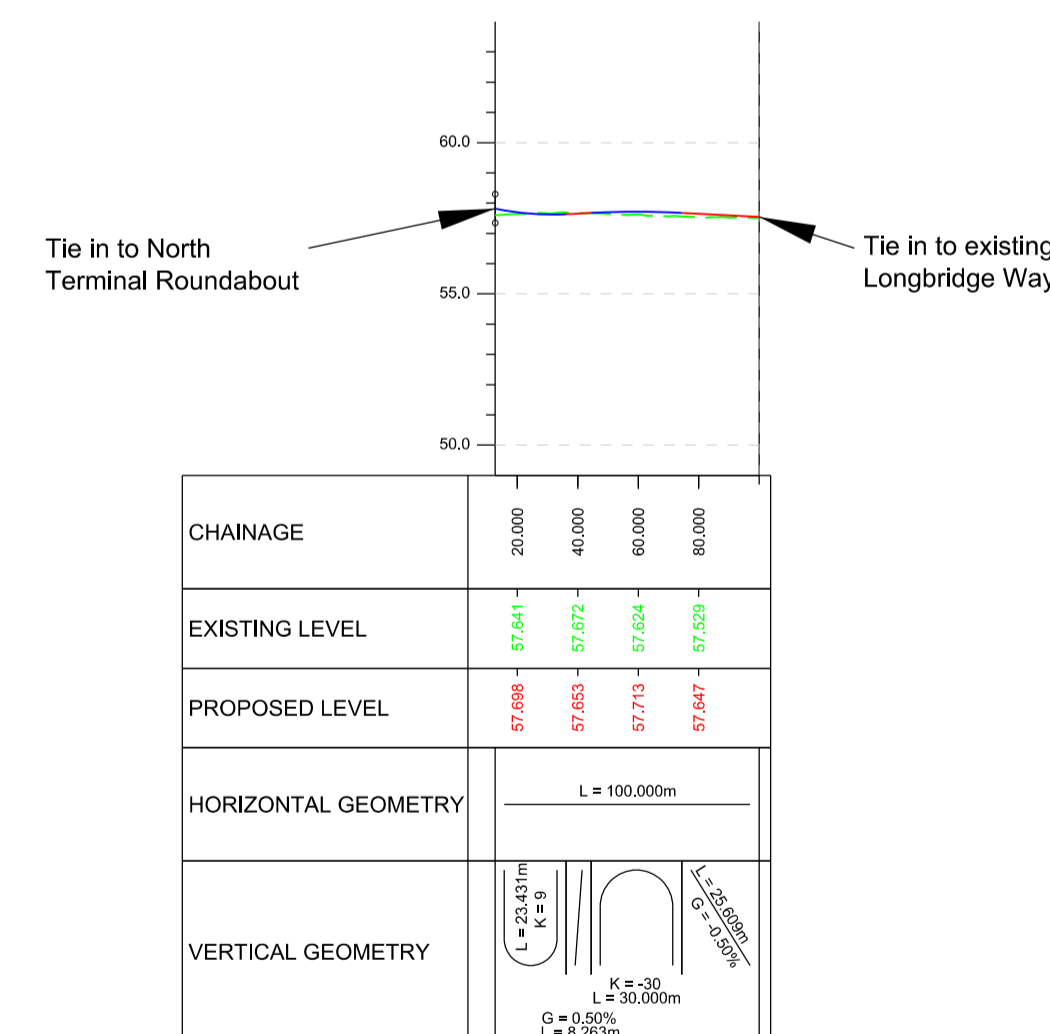 60.0
Tie in to North
Terminal Roundabout
Tie in to existing
Longbridge Way
55.0
50.0
CHAINAGE
20.000
40.000
60.000
80.000
EXISTING LEVEL
57.641
57.672
57.624
57.529
PROPOSED LEVEL
57.698
57.653
57.713
57.647
HORIZONTAL GEOMETRY
L = 100.000m
VERTICAL GEOMETRY
L = 23.431m
K = 9
L = 25.609m
G = -0.50%
K = -30
L = 30.000m
G = 0.50%
L = 8.263m